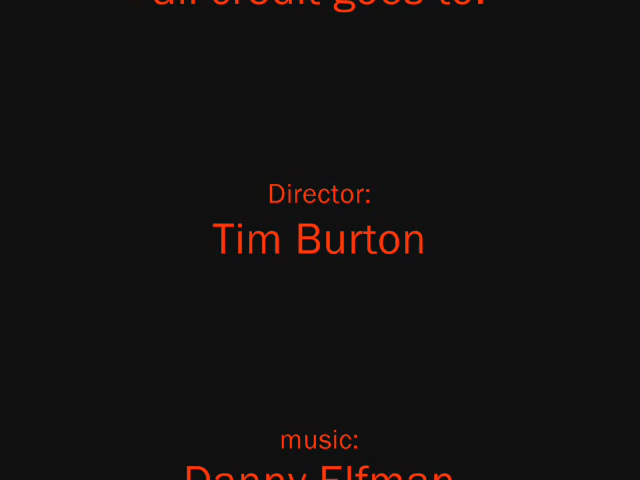 all credit goes to:
Director:
Tim Burton
music:
Danny Elfman